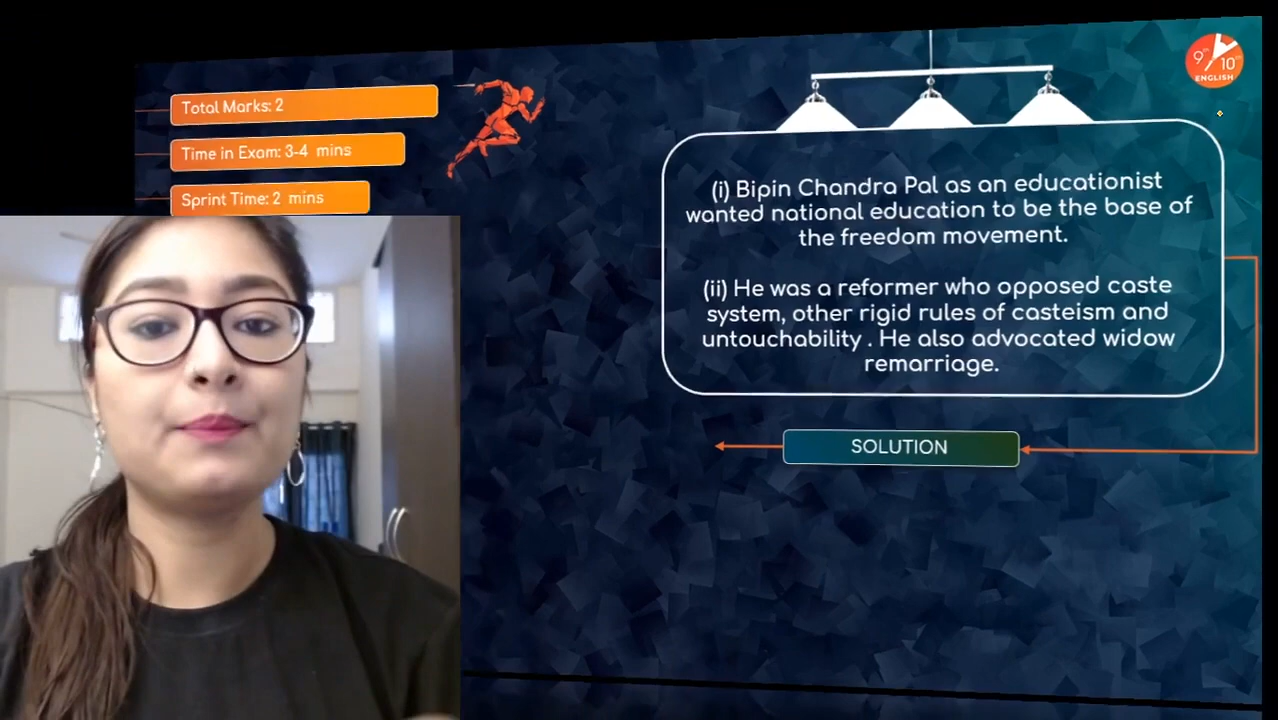 Total Marks: 2
Time in Exam: 3-4 mins
Sprint Time: 2 mins
9th 10th
ENGLISH
(i) Bipin Chandra Pal as an educationist
wanted national education to be the base of
the freedom movement.
(ii) He was a reformer who opposed caste
system, other rigid rules of casteism and
untouchability . He also advocated widow
remarriage.
SOLUTION